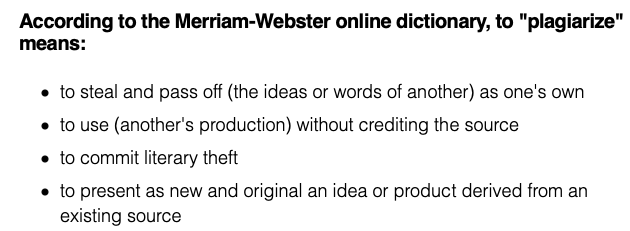 According to the Merriam-Webster online dictionary, to "plagiarize"
means:
• to steal and pass off (the ideas or words of another) as one's own
• to use (another's production) without crediting the source
• to commit literary theft
• to present as new and original an idea or product derived from an
existing source